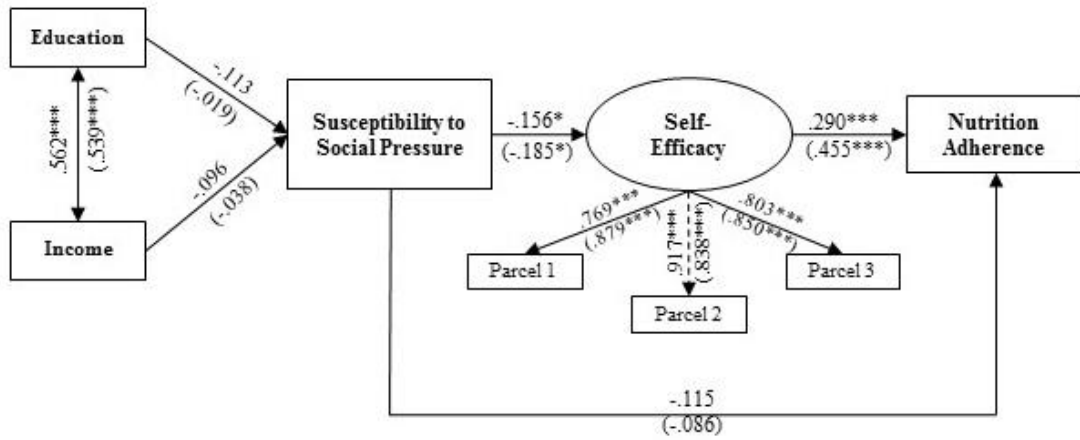 Education
-.113
(-.019)
.562***
(.539***)
Susceptibility to
Social Pressure
-.156*
(-.185*)
Self-
Efficacy
.290***
(.455***)
Nutrition
Adherence
-.096
(-.038)
Income
.769***
(.879***)
.917***
(.838***)
.803***
(.850***)
Parcel 1
Parcel 2
Parcel 3
-.115
(-.086)